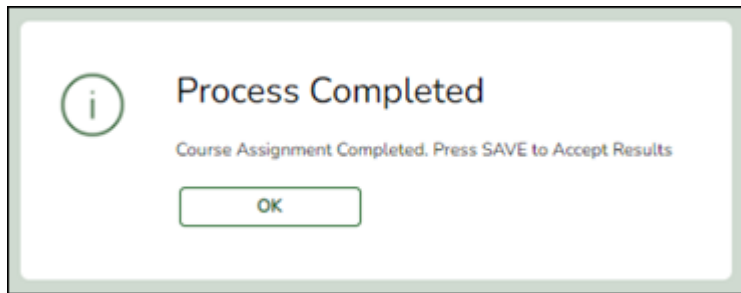 Process Completed
Course Assignment Completed. Press SAVE to Accept Results
OK